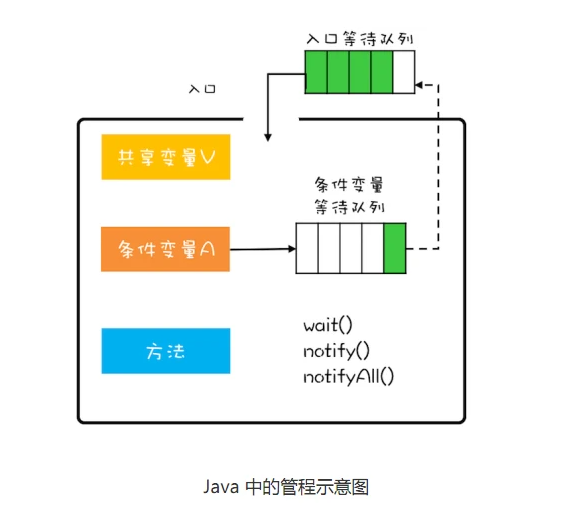 入口等待队列
入口
共享变量V
条件变量
等待队列
条件变量A
wait()
notify()
notifyAll()
方法
Java 中的管程示意图